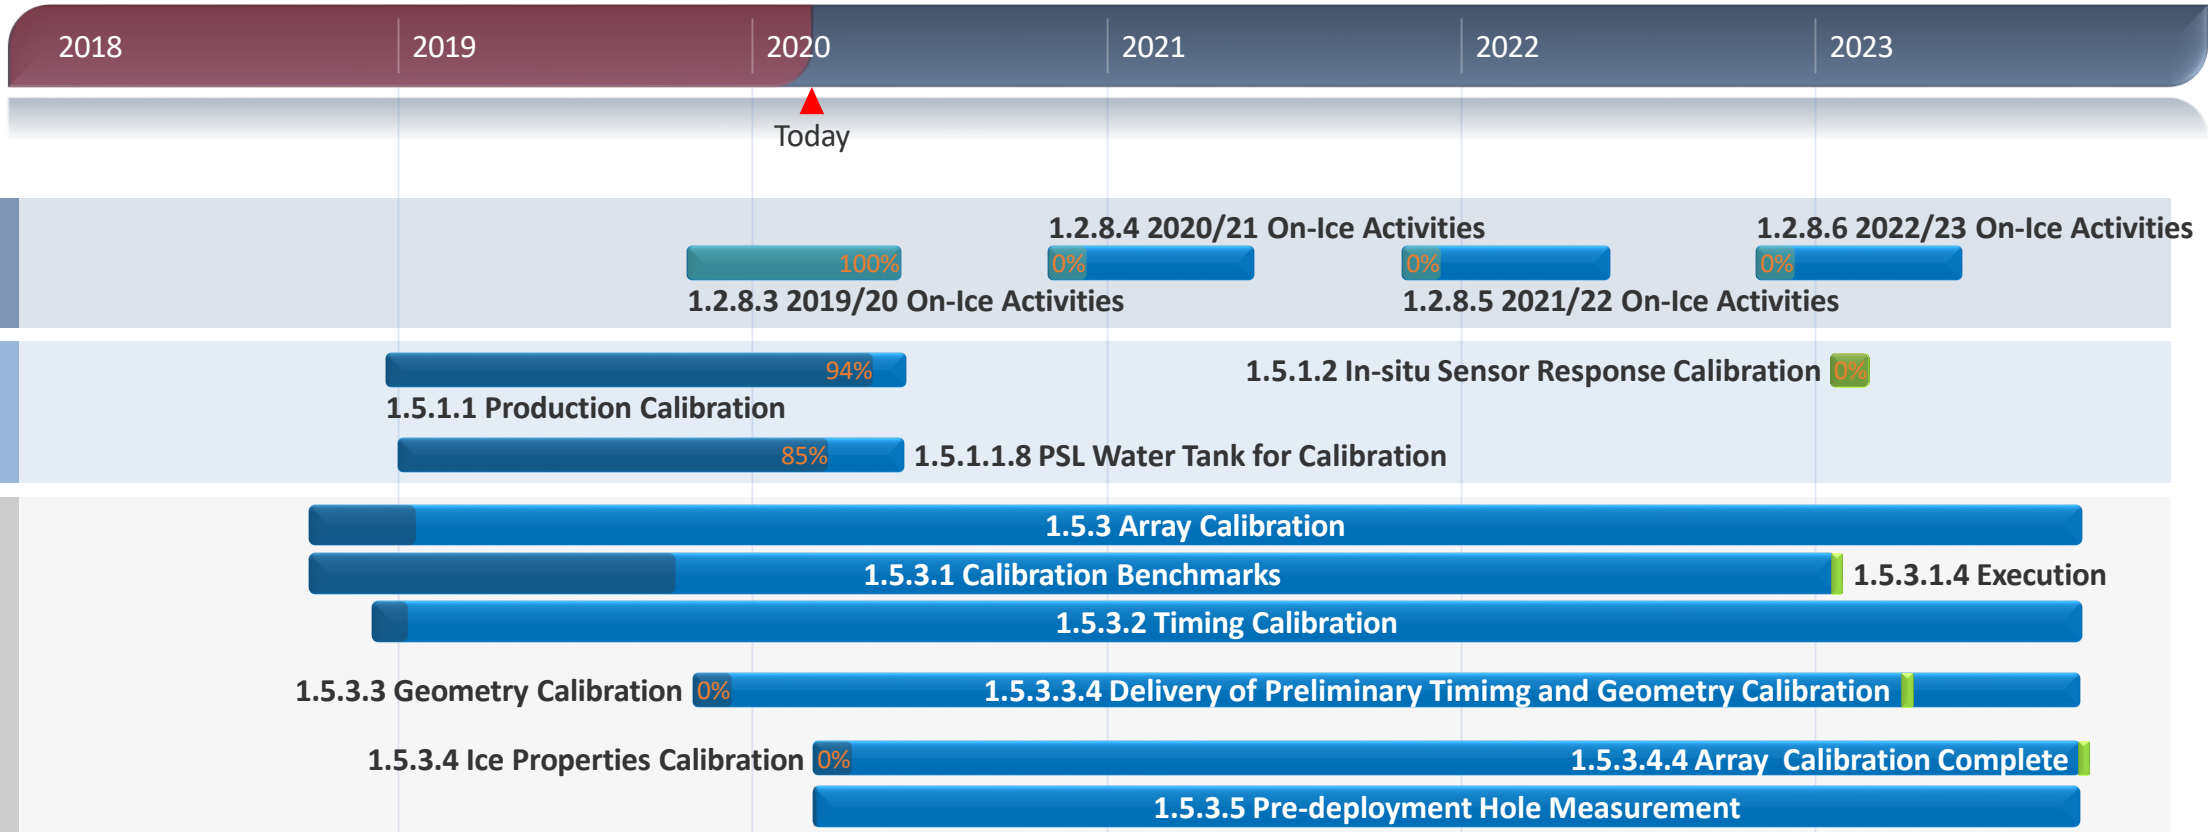 2018
2019
2020
2021
2022
2023
Today
1.2.8.4 2020/21 On-Ice Activities
1.2.8.6 2022/23 On-Ice Activities
100%
0%
0%
0%
1.2.8.3 2019/20 On-Ice Activities
1.2.8.5 2021/22 On-Ice Activities
94%
1.5.1.2 In-situ Sensor Response Calibration
0%
1.5.1.1 Production Calibration
85%
1.5.1.1.8 PSL Water Tank for Calibration
1.5.3 Array Calibration
1.5.3.1 Calibration Benchmarks
1.5.3.1.4 Execution
1.5.3.2 Timing Calibration
1.5.3.3 Geometry Calibration
0%
1.5.3.3.4 Delivery of Preliminary Timimg and Geometry Calibration
1.5.3.4 Ice Properties Calibration
0%
1.5.3.4.4 Array  Calibration Complete
1.5.3.5 Pre-deployment Hole Measurement